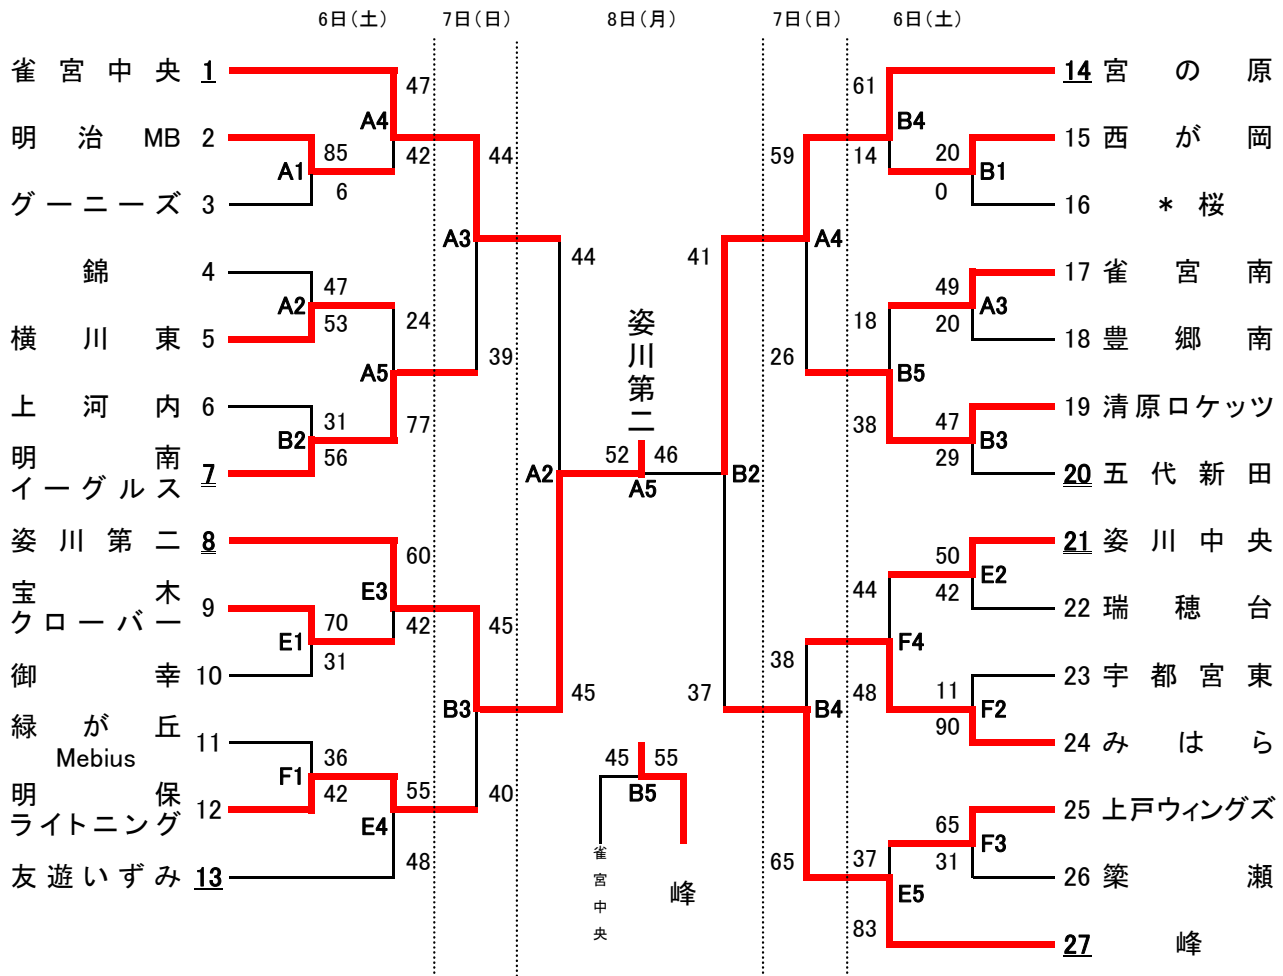 6日(土) 7日(日) 8日(月) 7日(日) 6日(土)
雀宮中央 1
明治MB 2
グーニーズ 3
錦 4
横川東 5
上河内 6
明南
イーグルス 7
姿川第二 8
宝木
クローバー 9
御幸 10
緑が丘
Mebius 11
明保
ライトニング 12
友遊いずみ 13
47
A4
42
85
A1
6
44
A3
39
47
A2
53
24
A5
77
31
B2
56
44
A2
45
60
E3
42
70
E1
31
45
B3
40
36
F1
42
55
E4
48
姿川第二
52 46
A5
45 55
B5
雀宮中央
峰
41
B2
37
59
A4
26
61
B4
14
20
B1
0
49
A3
20
18
B5
38
47
B3
29
50
E2
42
44
F4
48
11
F2
90
38
B4
65
65
F3
31
37
E5
83
14 宮の原
15 西が岡
16 *桜
17 雀宮南
18 豊郷南
19 清原ロケッツ
20 五代新田
21 姿川中央
22 瑞穂台
23 宇都宮東
24 みはら
25 上戸ウィングズ
26 簗瀬
27 峰